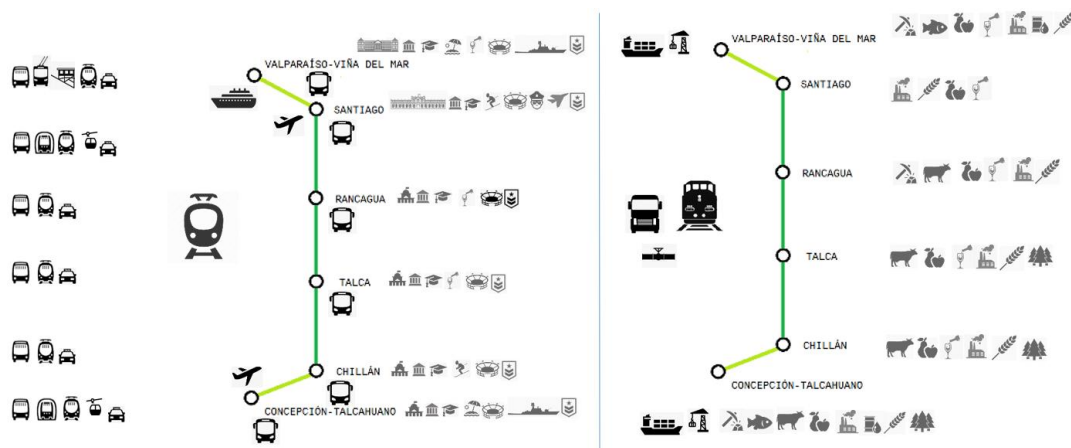 VALPARAÍSO-VIÑA DEL MAR
SANTIAGO
RANCAGUA
TALCA
CHILLÁN
CONCEPCIÓN-TALCAHUANO
VALPARAÍSO-VIÑA DEL MAR
SANTIAGO
RANCAGUA
TALCA
CHILLÁN
CONCEPCIÓN-TALCAHUANO